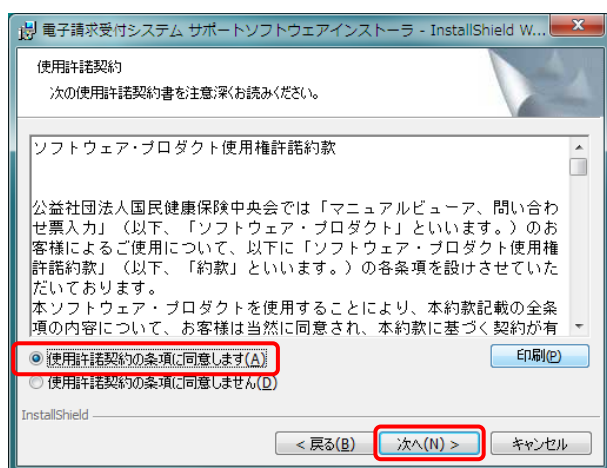 電子請求受付システム サポートソフトウェアインストーラ - InstallShield W...
使用許諾契約
次の使用許諾契約書を注意深くお読みください。
ソフトウェア・プロダクト使用権許諾約款
公益社団法人国民健康保険中央会では「マニュアルビューア、問い合わ
せ票入力」（以下、「ソフトウェア・プロダクト」といいます。）のお
客様によるご使用について、以下に「ソフトウェア・プロダクト使用権
許諾約款」（以下、「約款」といいます。）の各条項を設けさせていた
だいております。
本ソフトウェア・プロダクトを使用することにより、本約款記載の全条
項の内容について、お客様は当然に同意され、本約款に基づく契約が有
使用許諾契約の条項に同意します(A)
印刷(P)
使用許諾契約の条項に同意しません(D)
InstallShield
< 戻る(B)
次へ(N) >
キャンセル